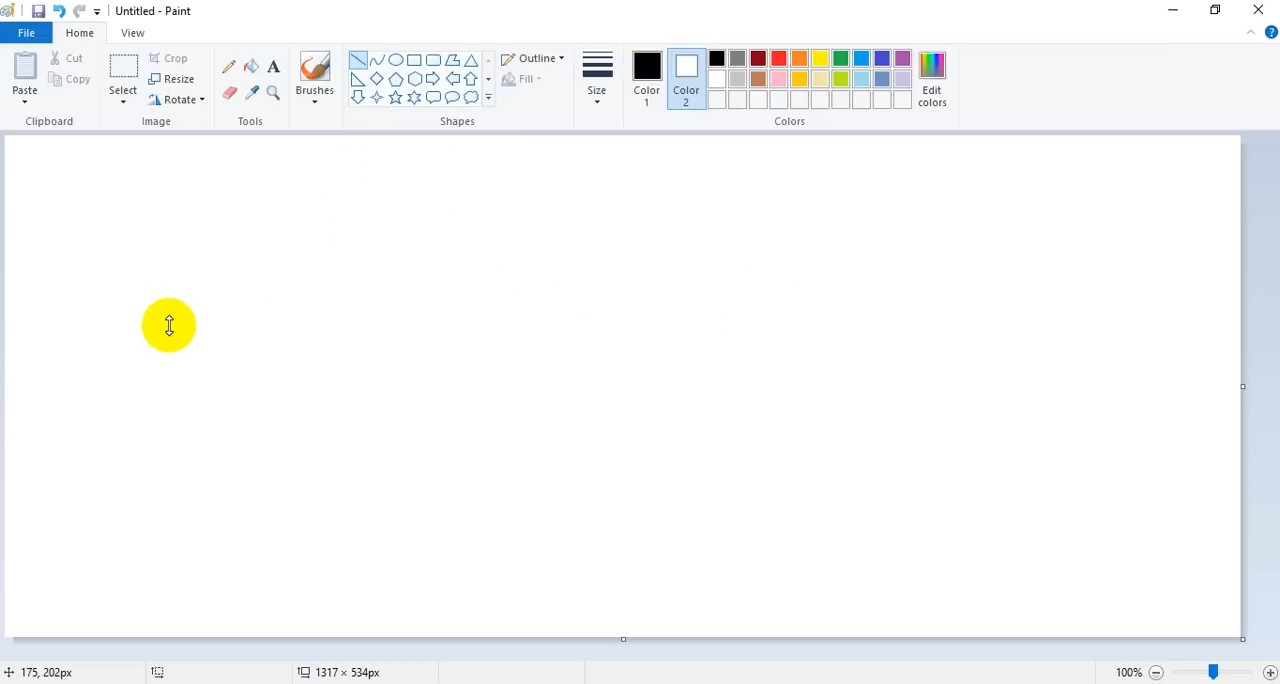 Untitled - Paint
File Home View
Paste
Cut
Copy
Clipboard
Select
Crop
Resize
Rotate
Image
Tools
Brushes
Shapes
Outline
Fill
Size
Color 1
Color 2
Edit colors
Colors
175, 202px
1317 × 534px
100%